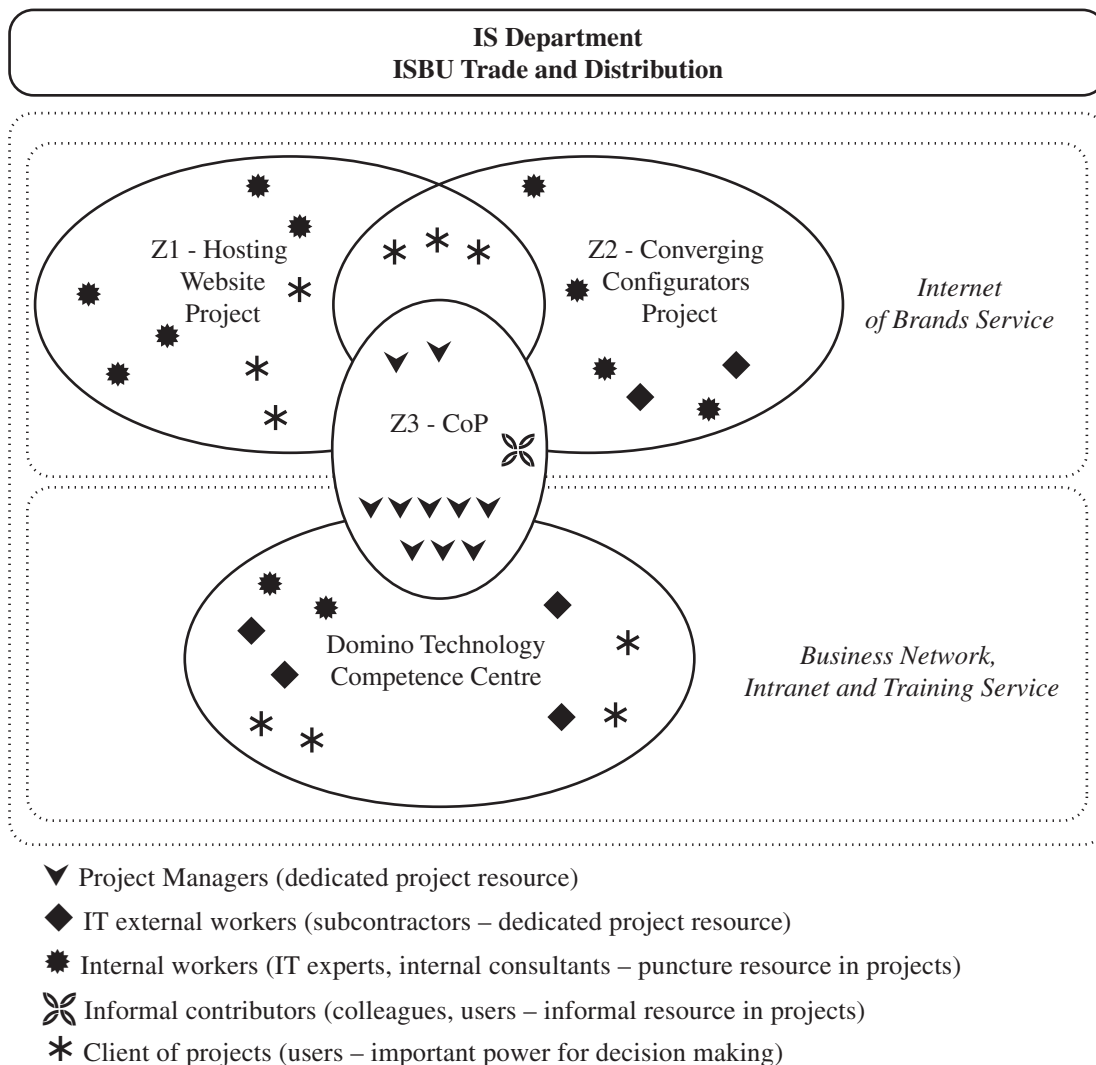 IS Department
ISBU Trade and Distribution
Z1 - Hosting
Website
Project
Z2 - Converging
Configurators
Project
Internet
of Brands Service
Z3 - CoP
Domino Technology
Competence Centre
Business Network,
Intranet and Training Service
Project Managers (dedicated project resource)
IT external workers (subcontractors – dedicated project resource)
Internal workers (IT experts, internal consultants – puncture resource in projects)
Informal contributors (colleagues, users – informal resource in projects)
Client of projects (users – important power for decision making)